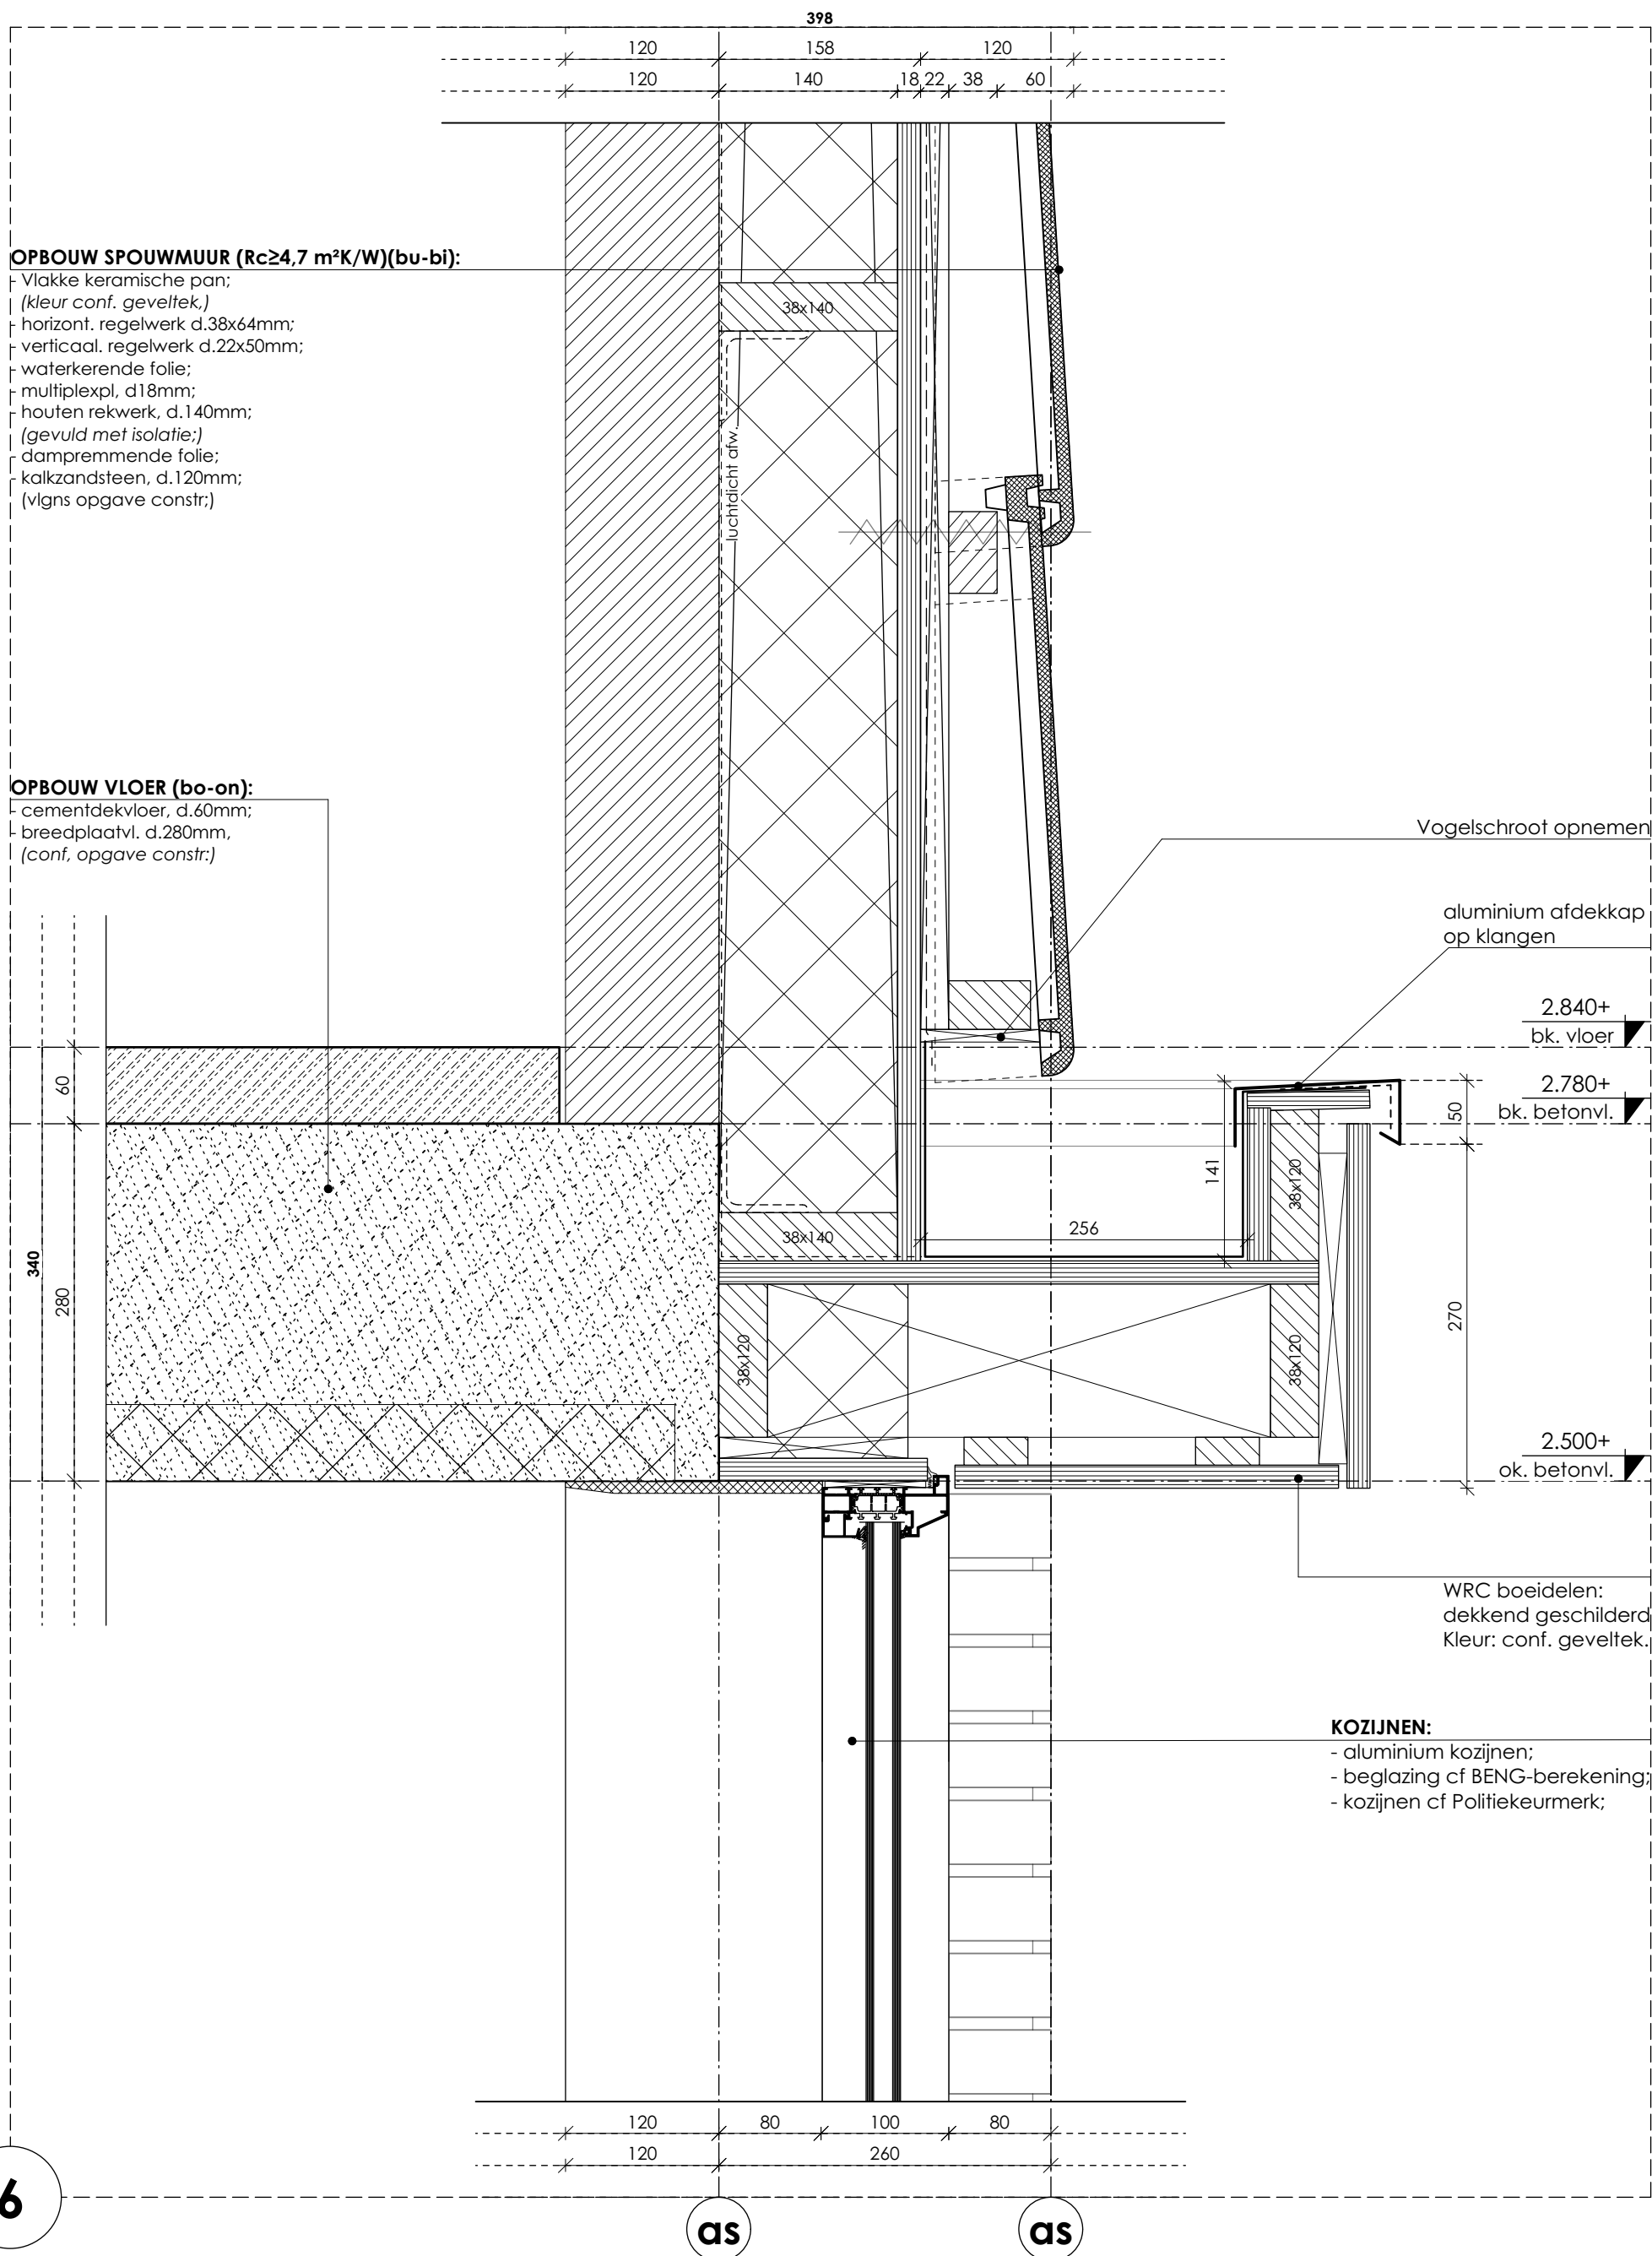 398
120 158 120
120 140 18 22 38 60
OPBOUW SPOUWMUUR (Rc≥4,7 m²K/W)(bu-bi):
- Vlakke keramische pan;
(kleur conf. geveltek,)
- horizont. regelwerk d.38x64mm;
- verticaal. regelwerk d.22x50mm;
- waterkerende folie;
- multiplexpl, d18mm;
- houten rekwerk, d.140mm;
(gevuld met isolatie;)
- dampremmende folie;
- kalkzandsteen, d.120mm;
(vlgns opgave constr;)
38x140
luchtdicht afw.
OPBOUW VLOER (bo-on):
- cementdekvloer, d.60mm;
- breedplaatvl. d.280mm,
(conf, opgave constr:)
Vogelschroot opnemen
aluminium afdekkap
op klangen
2.840+
bk. vloer
2.780+
bk. betonvl.
60
50
141
38x120
38x140
256
340
280
38x120
38x120
270
2.500+
ok. betonvl.
WRC boeidelen:
dekkend geschilderd
Kleur: conf. geveltek.
KOZIJNEN:
- aluminium kozijnen;
- beglazing cf BENG-berekening;
- kozijnen cf Politiekeurmerk;
120 80 100 80
120 260
6
as as